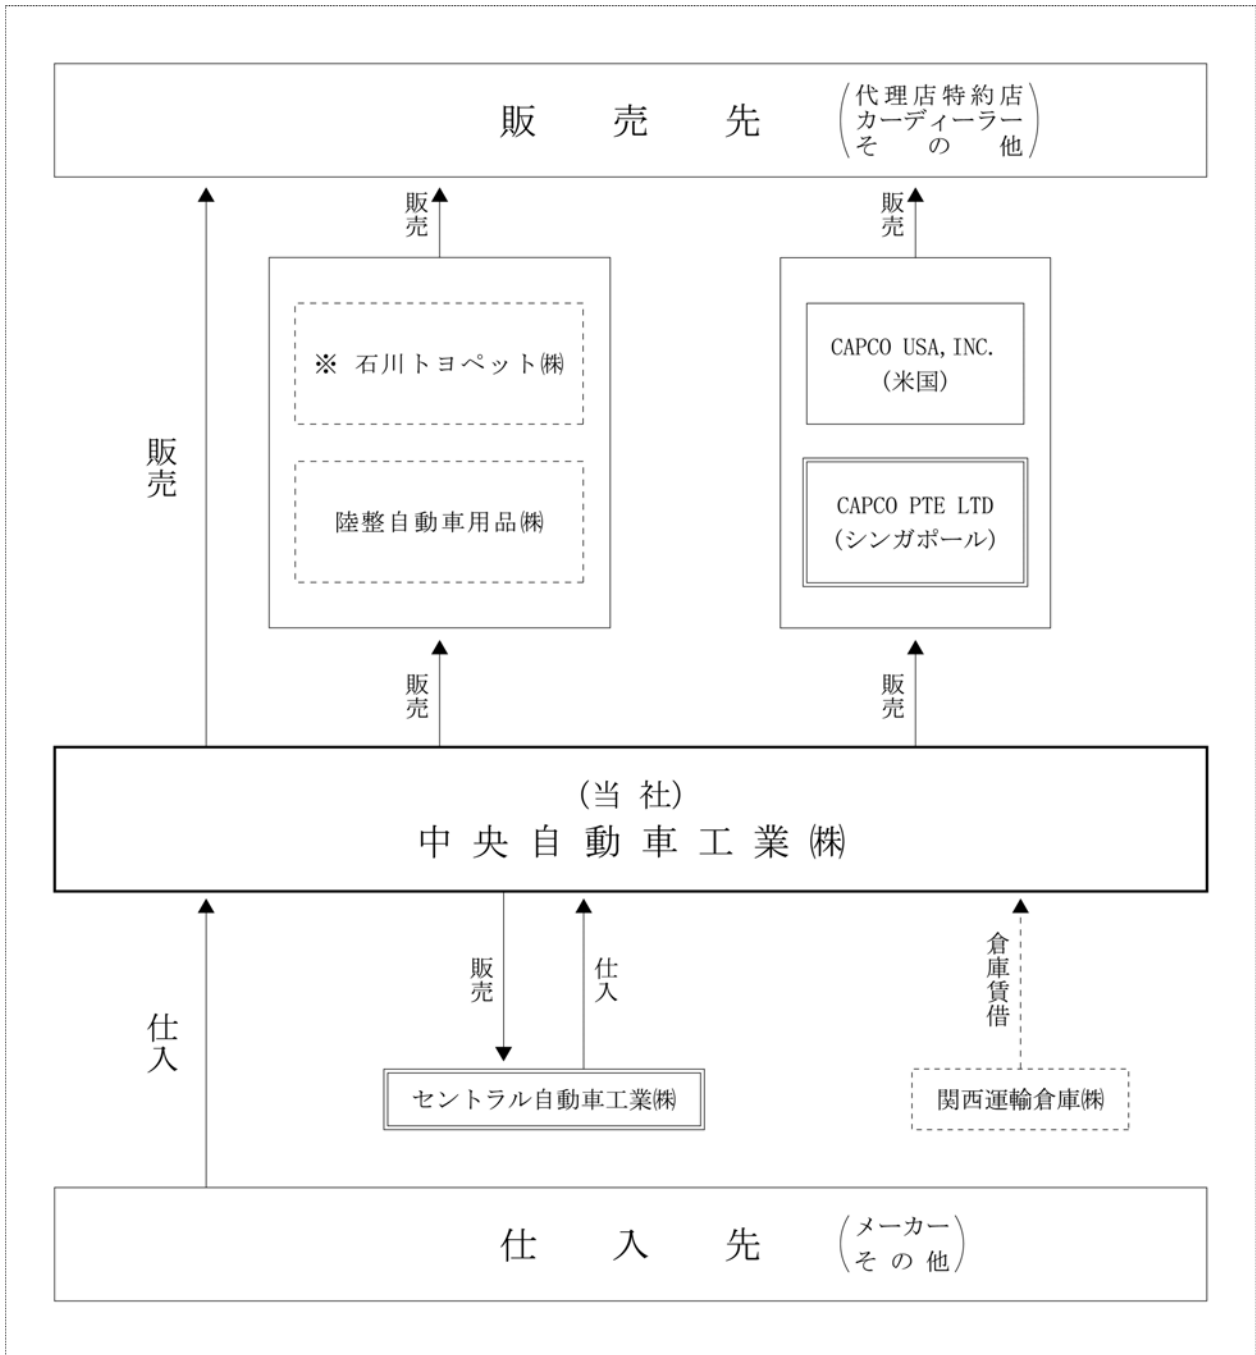 販売先
代理店特約店
カーディーラー
その他
販売
販売
販売
※ 石川トヨペット㈱
陸整自動車用品㈱
CAPCO USA, INC.
(米国)
CAPCO PTE LTD
(シンガポール)
販売
販売
(当社)
中央自動車工業㈱
仕入
販売
仕入
倉庫賃借
セントラル自動車工業㈱
関西運輸倉庫㈱
仕入先
メーカー
その他